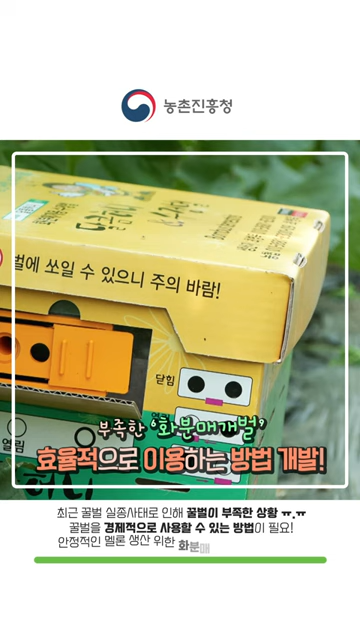 농촌진흥청
벌에 쏘일 수 있으니 주의 바람!
닫힘
열림
부족한 '화분매개벌'
효율적으로 이용하는 방법 개발!
최근 꿀벌 실종사태로 인해 꿀벌이 부족한 상황 ㅠ.ㅠ
꿀벌을 경제적으로 사용할 수 있는 방법이 필요!
안정적인 멜론 생산 위한 화분매